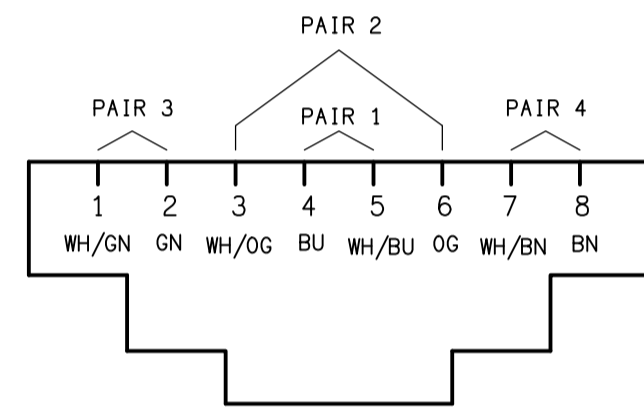 PAIR 2
PAIR 3 PAIR 1 PAIR 4
1 2 3 4 5 6 7 8
WH/GN GN WH/OG BU WH/BU OG WH/BN BN